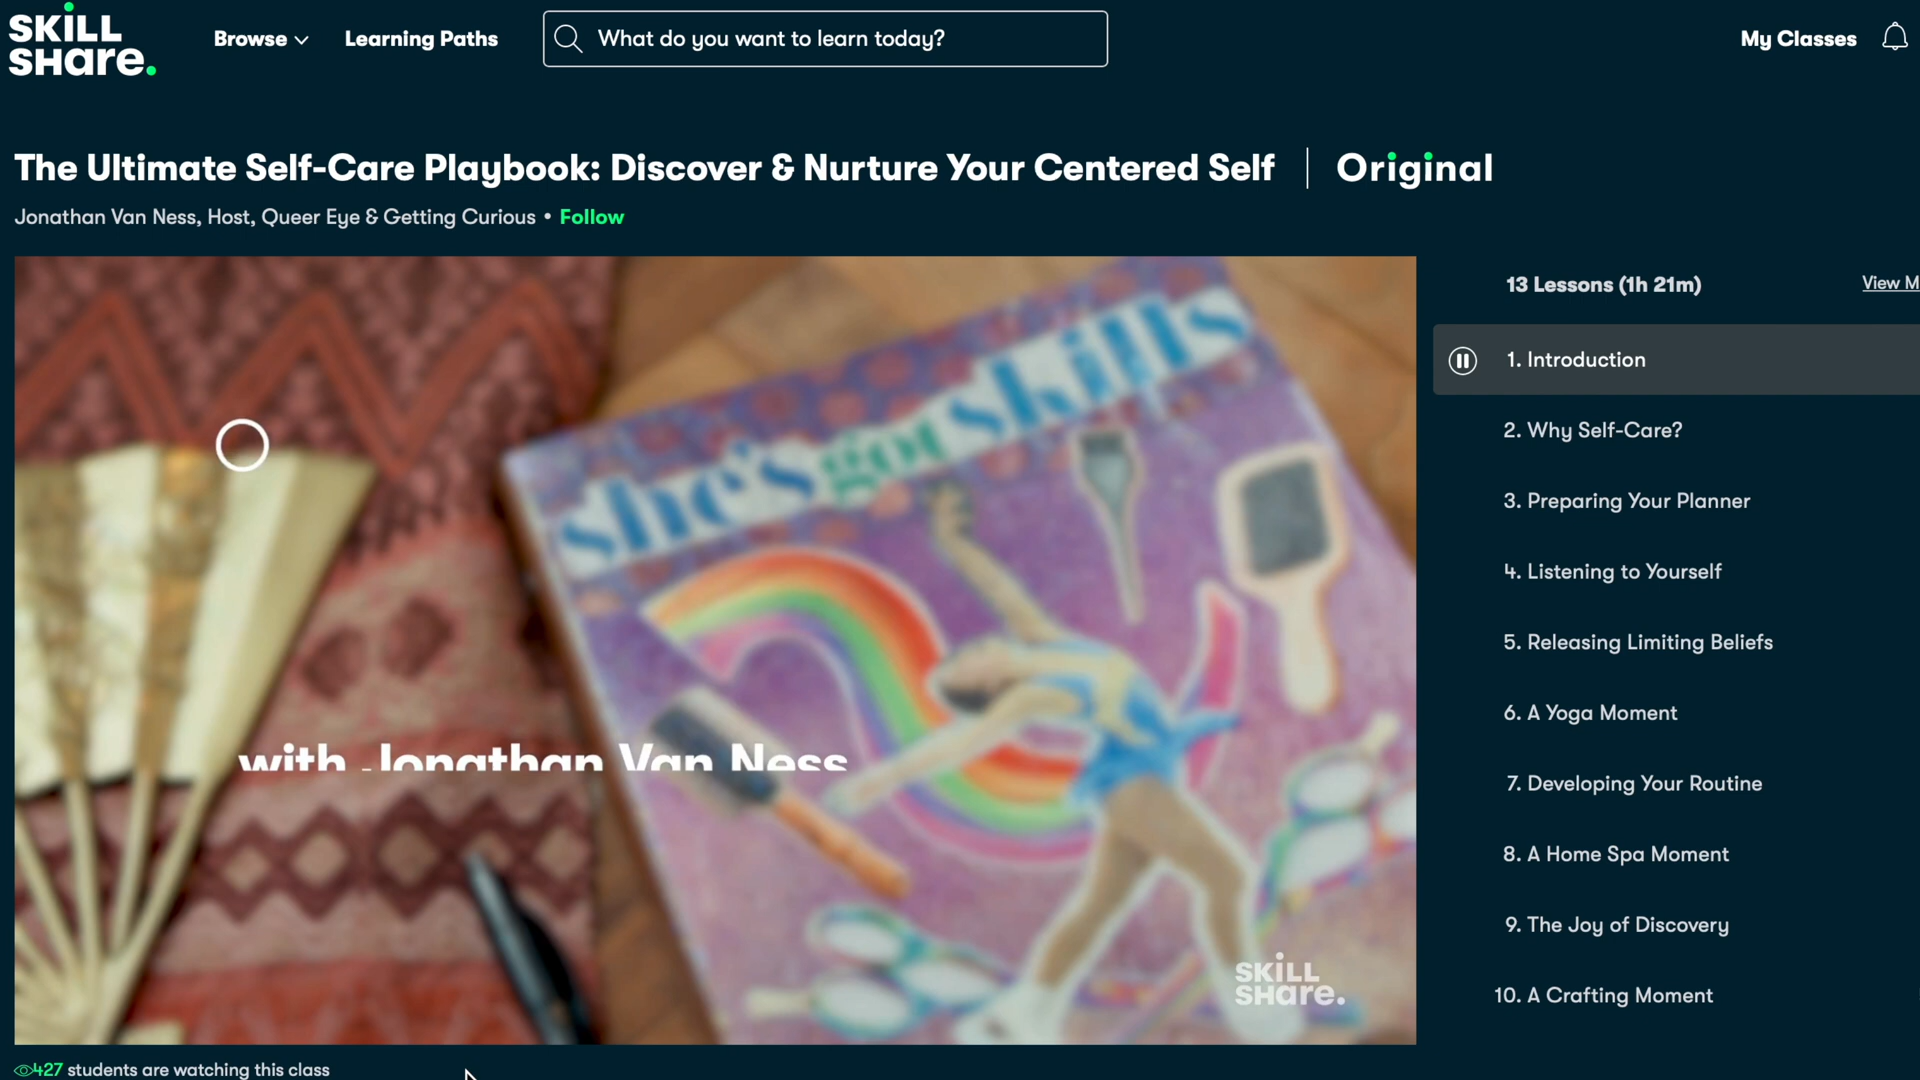 SKILL
SHare.
Browse
Learning Paths
What do you want to learn today?
My Classes
The Ultimate Self-Care Playbook: Discover & Nurture Your Centered Self
Original
Jonathan Van Ness, Host, Queer Eye & Getting Curious • Follow
she's got skills
with Jonathan Van Ness
SKILL
SHare.
427 students are watching this class
13 Lessons (1h 21m)
View M
1. Introduction
2. Why Self-Care?
3. Preparing Your Planner
4. Listening to Yourself
5. Releasing Limiting Beliefs
6. A Yoga Moment
7. Developing Your Routine
8. A Home Spa Moment
9. The Joy of Discovery
10. A Crafting Moment